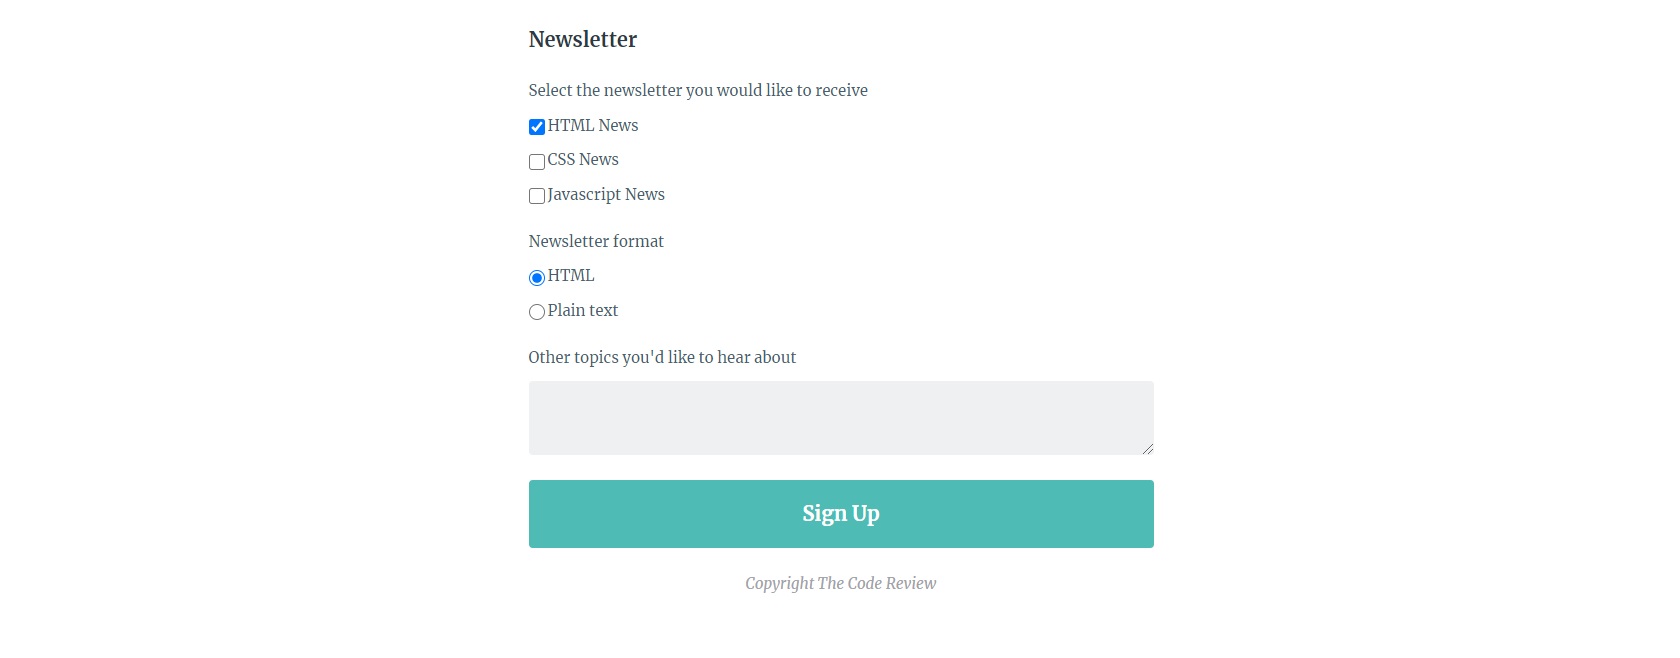 Newsletter
Select the newsletter you would like to receive
HTML News
CSS News
Javascript News
Newsletter format
HTML
Plain text
Other topics you'd like to hear about
Sign Up
Copyright The Code Review